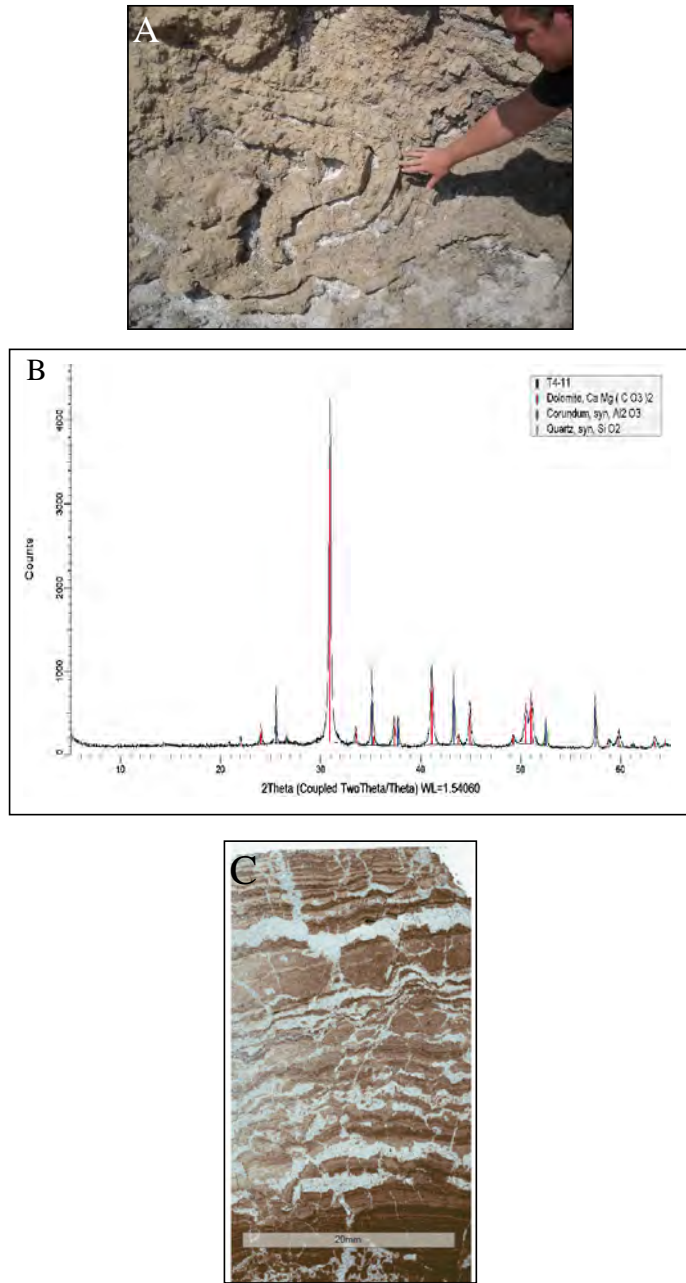 A
B
T4-11
Dolomite, Ca Mg ( C O3 )2
Corundum, syn, Al2 O3
Quartz, syn, Si O2
4000
3000
2000
1000
0
Counts
10
20
30
40
50
60
2Theta (Coupled TwoTheta/Theta) WL=1.54060
C
20mm